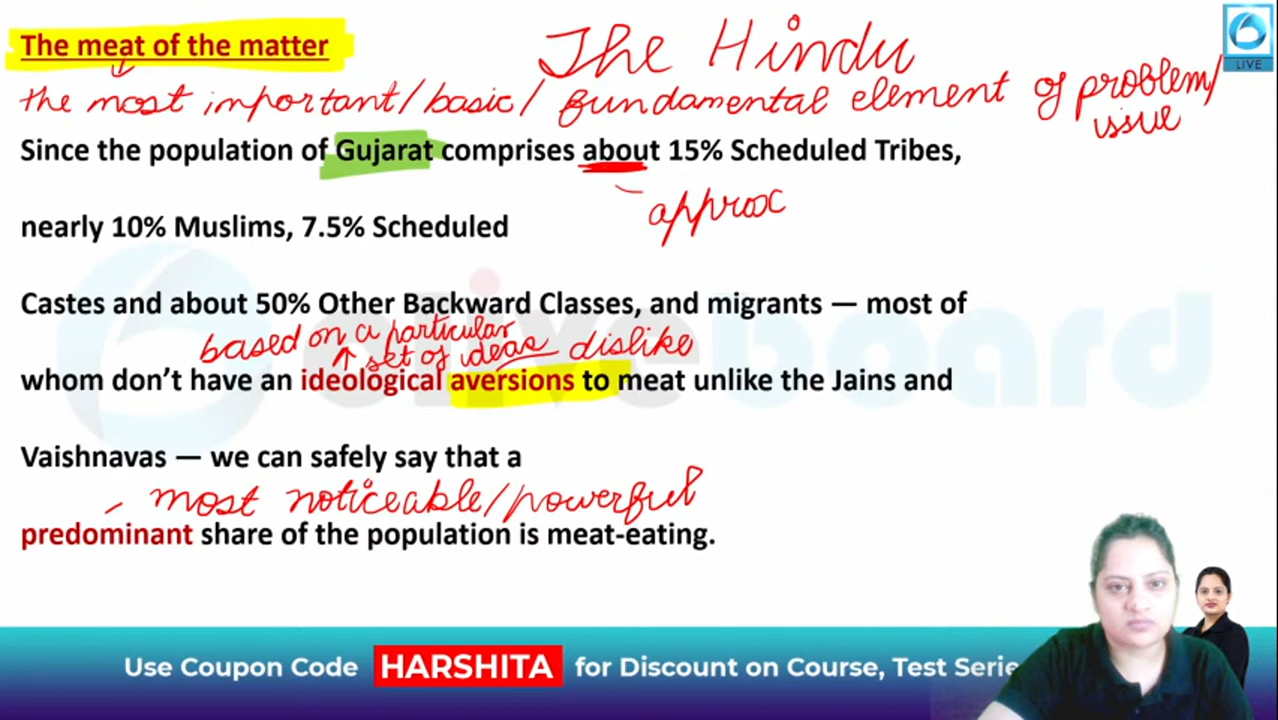 The meat of the matter
The Hindu
LIVE
the most important/basic/fundamental element of problem/
issue
Since the population of Gujarat comprises about 15% Scheduled Tribes,
approx
nearly 10% Muslims, 7.5% Scheduled
Castes and about 50% Other Backward Classes, and migrants — most of
based on a particular
set of ideas dislike
whom don't have an ideological aversions to meat unlike the Jains and
Vaishnavas — we can safely say that a
most noticeable/powerful
predominant share of the population is meat-eating.
oliveboard
Use Coupon Code HARSHITA for Discount on Course, Test Serie